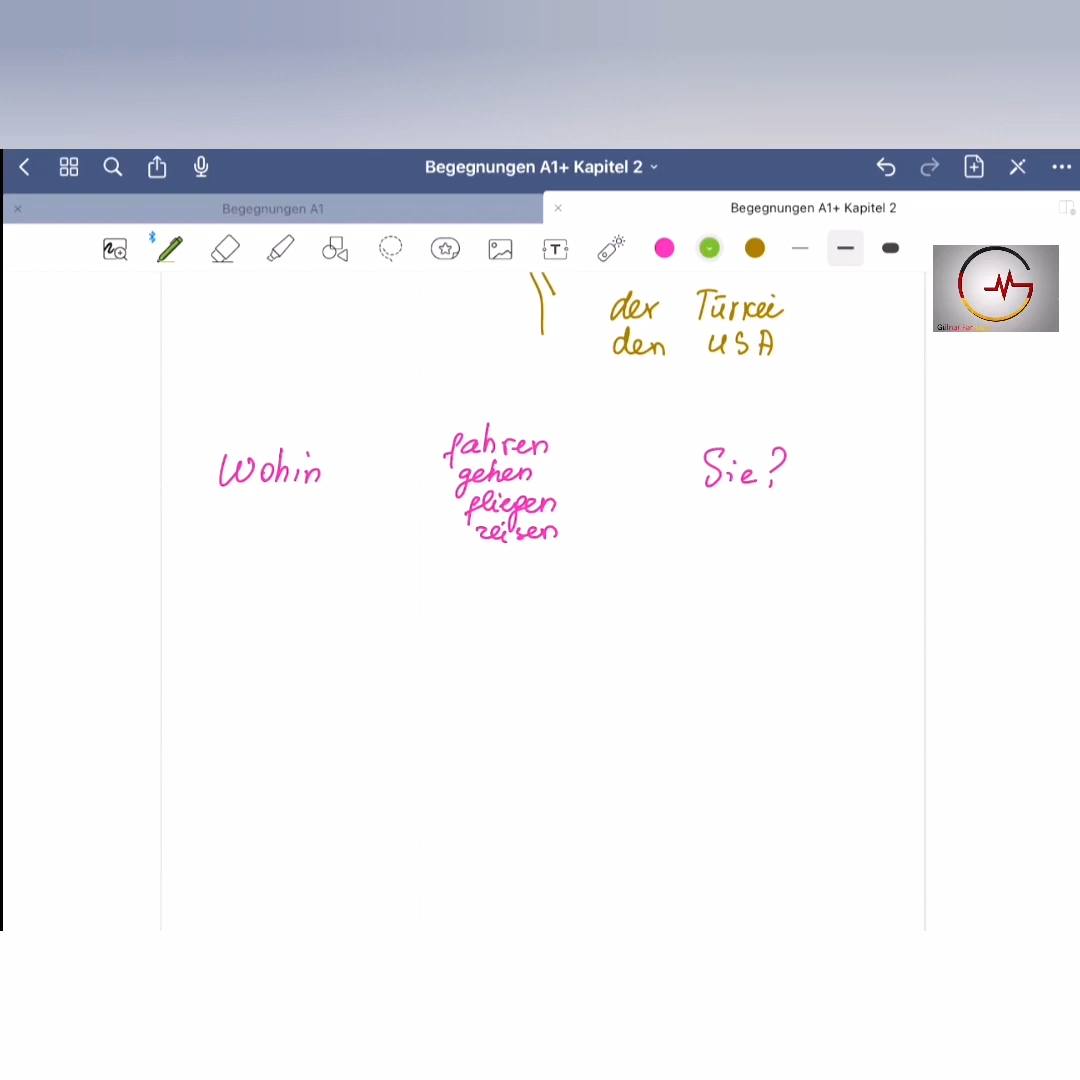 Begegnungen A1+ Kapitel 2
Begegnungen A1
Begegnungen A1+ Kapitel 2
T
der Türkei
den USA
Wohin fahren Sie?
gehen
fliegen
reisen